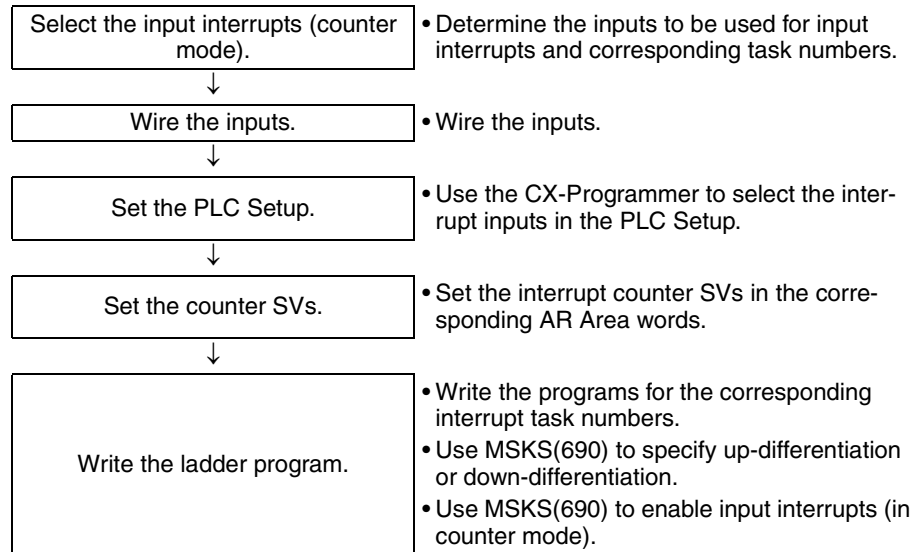 Select the input interrupts (counter
mode).
• Determine the inputs to be used for input
interrupts and corresponding task numbers.
↓
Wire the inputs.
• Wire the inputs.
↓
Set the PLC Setup.
• Use the CX-Programmer to select the inter-
rupt inputs in the PLC Setup.
↓
Set the counter SVs.
• Set the interrupt counter SVs in the corre-
sponding AR Area words.
↓
Write the ladder program.
• Write the programs for the corresponding
interrupt task numbers.
• Use MSKS(690) to specify up-differentiation
or down-differentiation.
• Use MSKS(690) to enable input interrupts (in
counter mode).